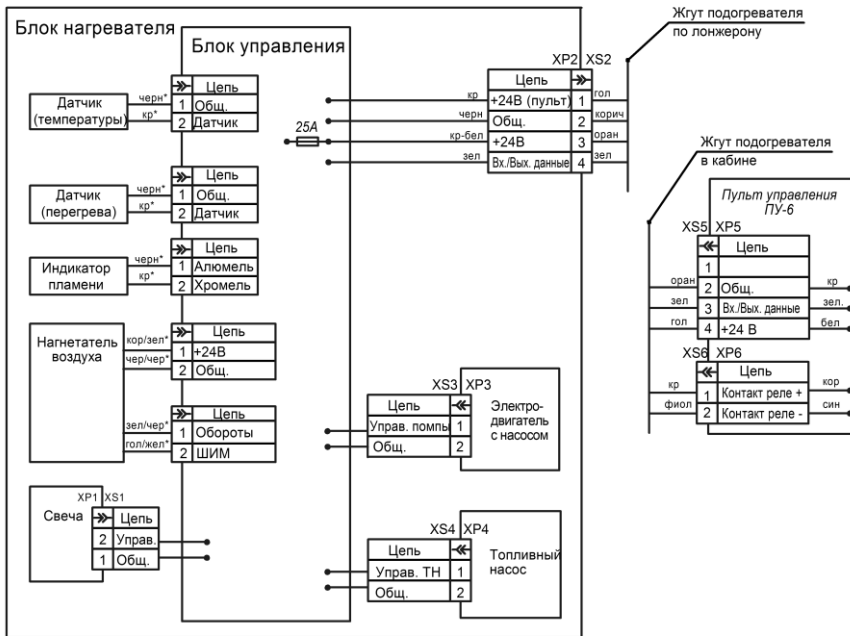 Блок нагревателя
Блок управления
Жгут подогревателя
по лонжерону
XP2 XS2
Цепь
кр +24В (пульт) 1 гол
черн Общ. 2 корич
25А
кр-бел +24В 3 оран
зел Вх./Вых. данные 4 зел
Датчик
(температуры)
Цепь
черн* 1 Общ.
кр* 2 Датчик
Датчик
(перегрева)
Цепь
черн* 1 Общ.
кр* 2 Датчик
Индикатор
пламени
Цепь
черн* 1 Алюмель
кр* 2 Хромель
Нагнетатель
воздуха
Цепь
кор/зел* 1 +24В
чер/чер* 2 Общ.
Цепь
зел/чер* 1 Обороты
гол/жел* 2 ШИМ
XP1 XS1
Свеча
Цепь
2 Управ.
1 Общ.
XS3 XP3
Цепь
Управ. помпы 1
Общ. 2
Электро-
двигатель
с насосом
XS4 XP4
Цепь
Управ. ТН 1
Общ. 2
Топливный
насос
Жгут подогревателя
в кабине
Пульт управления
ПУ-6
XS5 XP5
Цепь
1
оран 2 Общ. кр
зел 3 Вх./Вых. данные зел.
гол 4 +24 В бел
XS6 XP6
Цепь
кр 1 Контакт реле + кор
фиол 2 Контакт реле - син